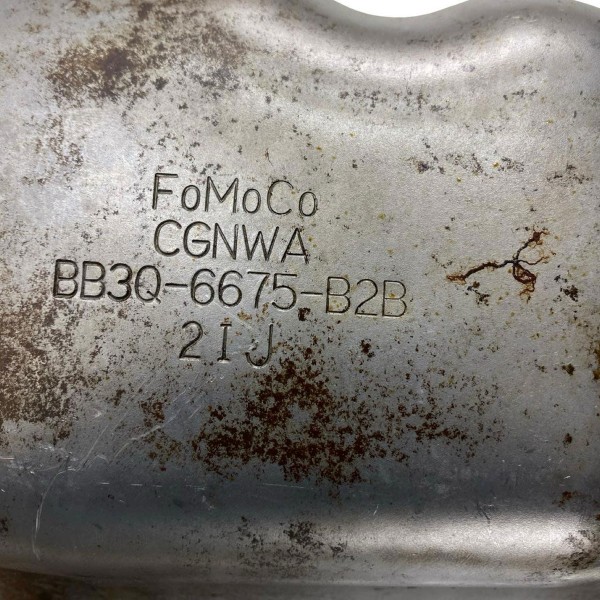 FoMoCo
CGNWA
BB3Q-6675-B2B
2IJ